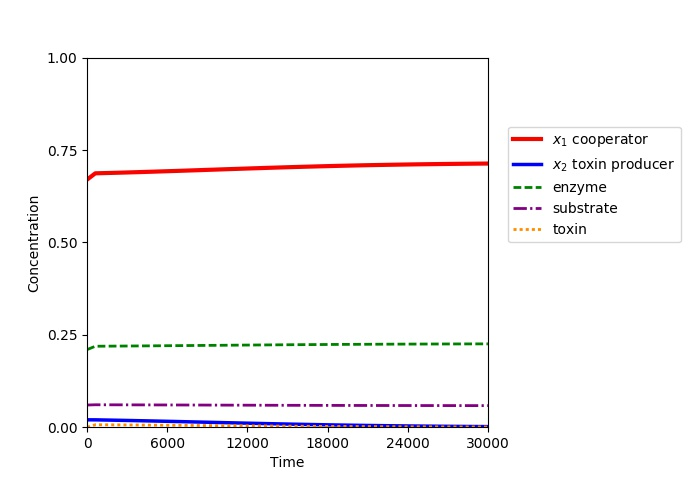 1.00
0.75
0.50
0.25
0.00
Concentration
0 6000 12000 18000 24000 30000
Time
x₁ cooperator
x₂ toxin producer
enzyme
substrate
toxin